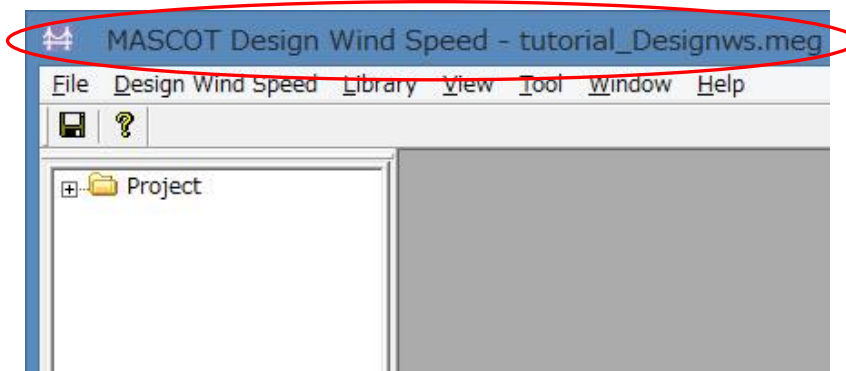 MASCOT Design Wind Speed - tutorial_Designws.meg
File Design Wind Speed Library View Tool Window Help
Project